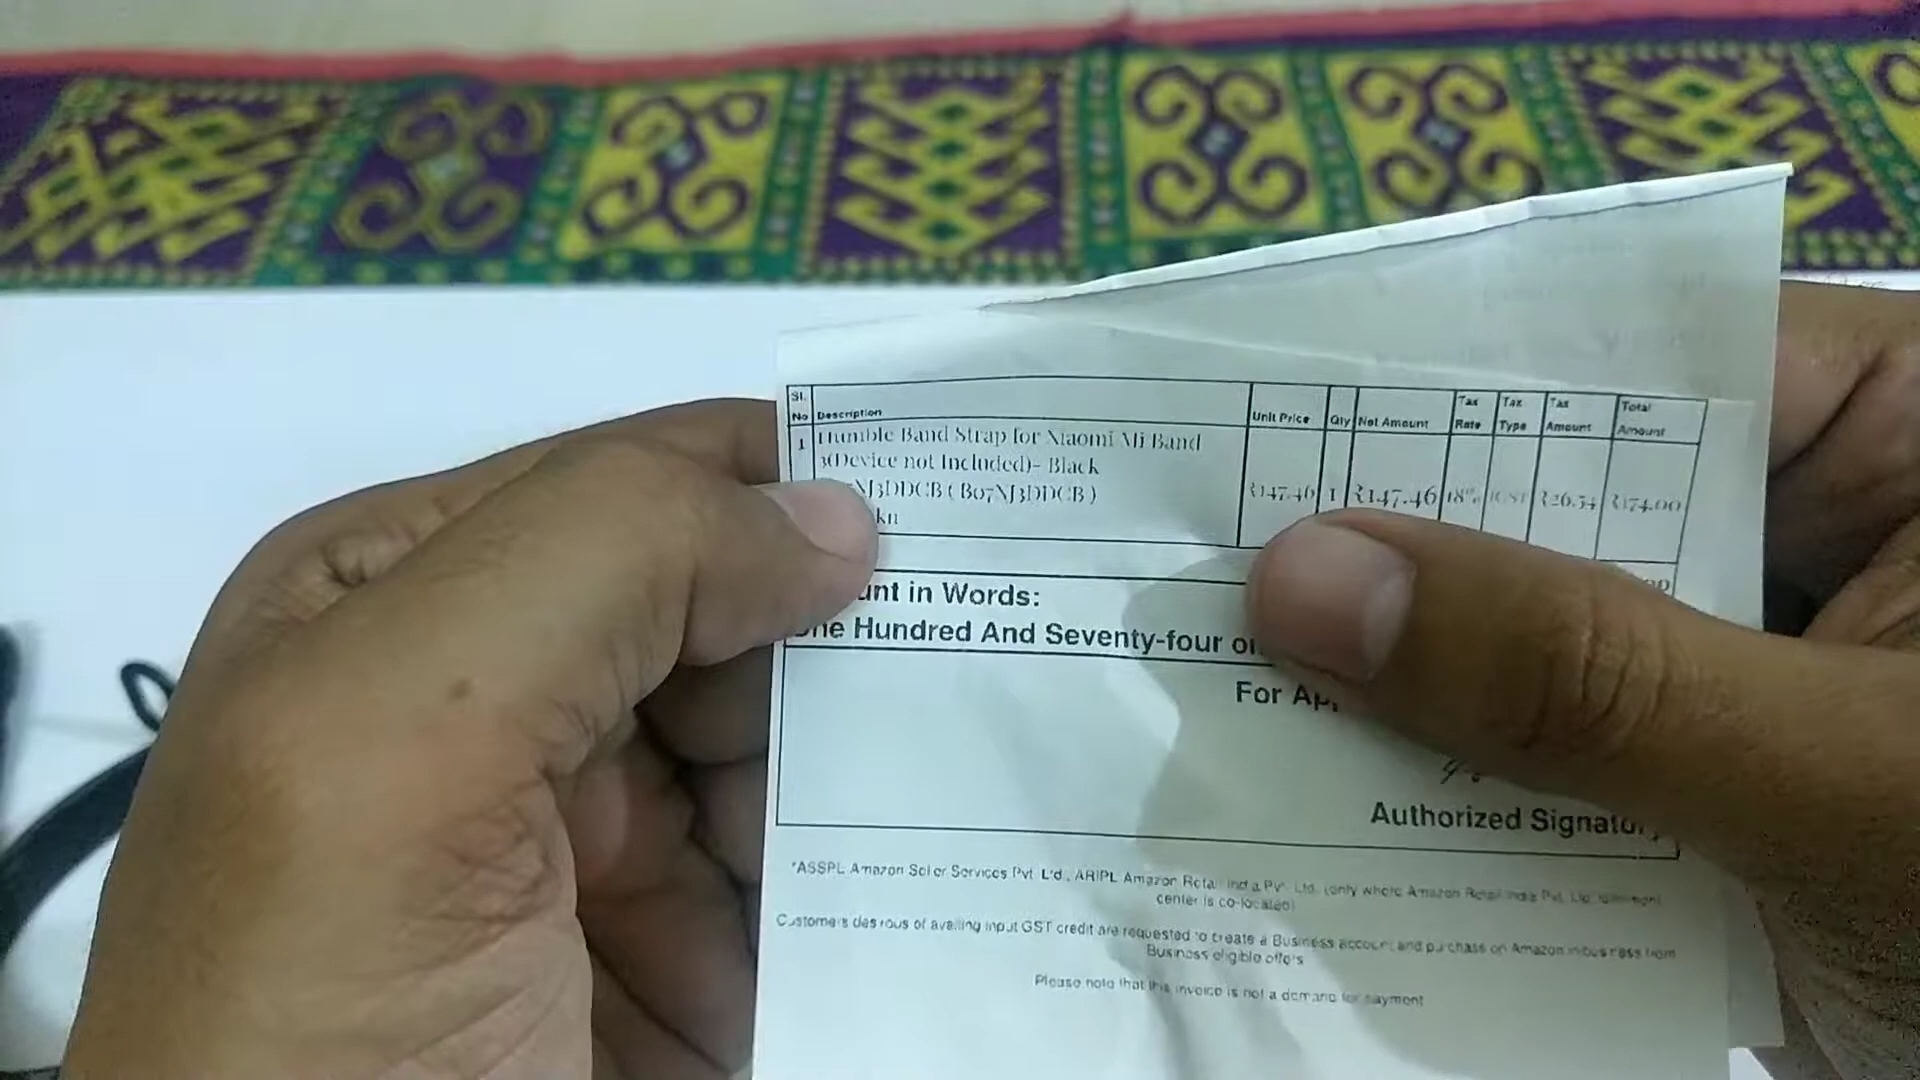 Sl. No Description Unit Price Qty Net Amount Tax Rate Tax Type Tax Amount Total Amount
1 Humble Band Strap for Xiaomi Mi Band
3(Device not Included)- Black
NJ3DDCB ( B07NJ3DDCB )
₹147.46 1 ₹147.46 18% IGST ₹26.54 ₹174.00
unt in Words:
One Hundred And Seventy-four
For
Authorized Signatory
*ASSPL-Amazon Seller Services Pvt. Ltd., ARIPL-Amazon Retail India Pvt. Ltd. (only where Amazon Retail India Pvt. Ltd. fulfillment
center is co-located)
Customers desirous of availing input GST credit are requested to create a Business account and purchase on Amazon.in/business from
Business eligible offers
Please note that this invoice is not a demand for payment